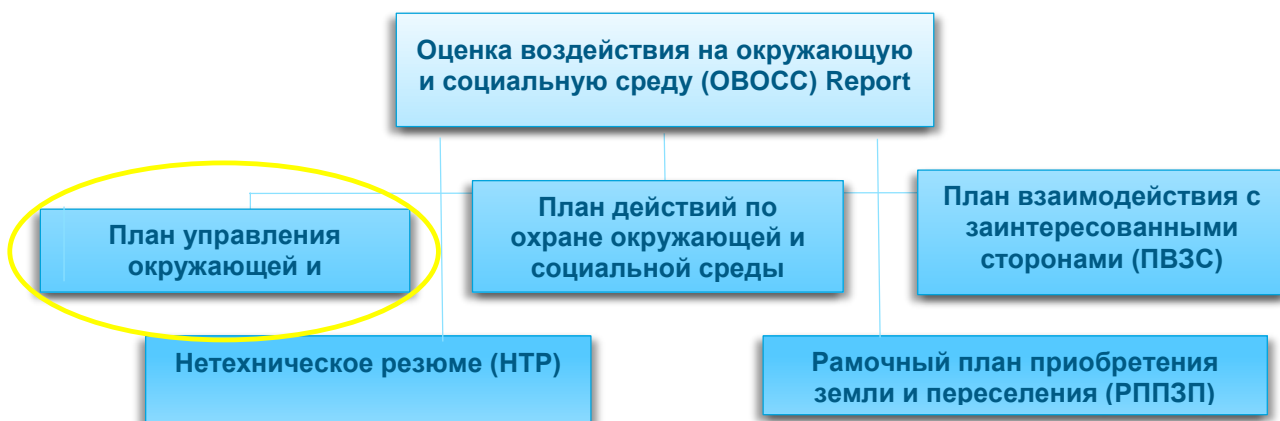 Оценка воздействия на окружающую
и социальную среду (ОВОСС) Report
План управления
окружающей и
План действий по
охране окружающей и
социальной среды
План взаимодействия с
заинтересованными
сторонами (ПВЗС)
Нетехническое резюме (НТР)
Рамочный план приобретения
земли и переселения (РППЗП)